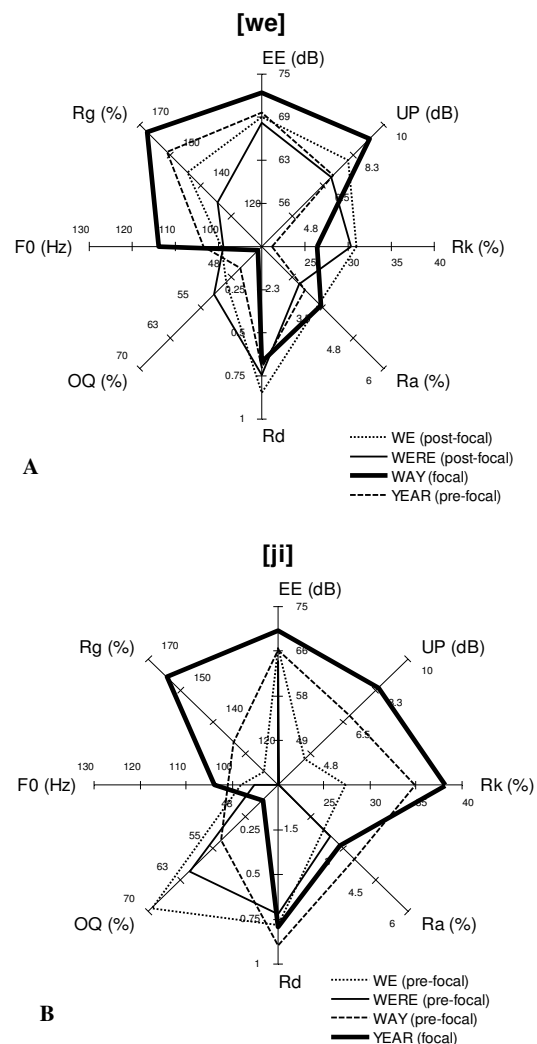 [we]
EE (dB)
75
Rg (%)
170
69
UP (dB)
10
150
8.3
63
140
6.5
56
120
4.8
F0 (Hz)
130
120
110
100
25
30
35
40
Rk (%)
48
0.25
2.3
55
3.5
63
0.5
4.8
70
OQ (%)
0.75
6
Ra (%)
1
Rd
WE (post-focal)
WERE (post-focal)
WAY (focal)
YEAR (pre-focal)
A
[ji]
EE (dB)
75
Rg (%)
170
66
UP (dB)
10
150
8.3
58
140
6.5
49
120
4.8
F0 (Hz)
130
120
110
100
25
30
35
40
Rk (%)
48
0.25
1.5
55
63
0.5
4.5
70
OQ (%)
0.75
6
Ra (%)
1
Rd
WE (pre-focal)
WERE (pre-focal)
WAY (pre-focal)
YEAR (focal)
B